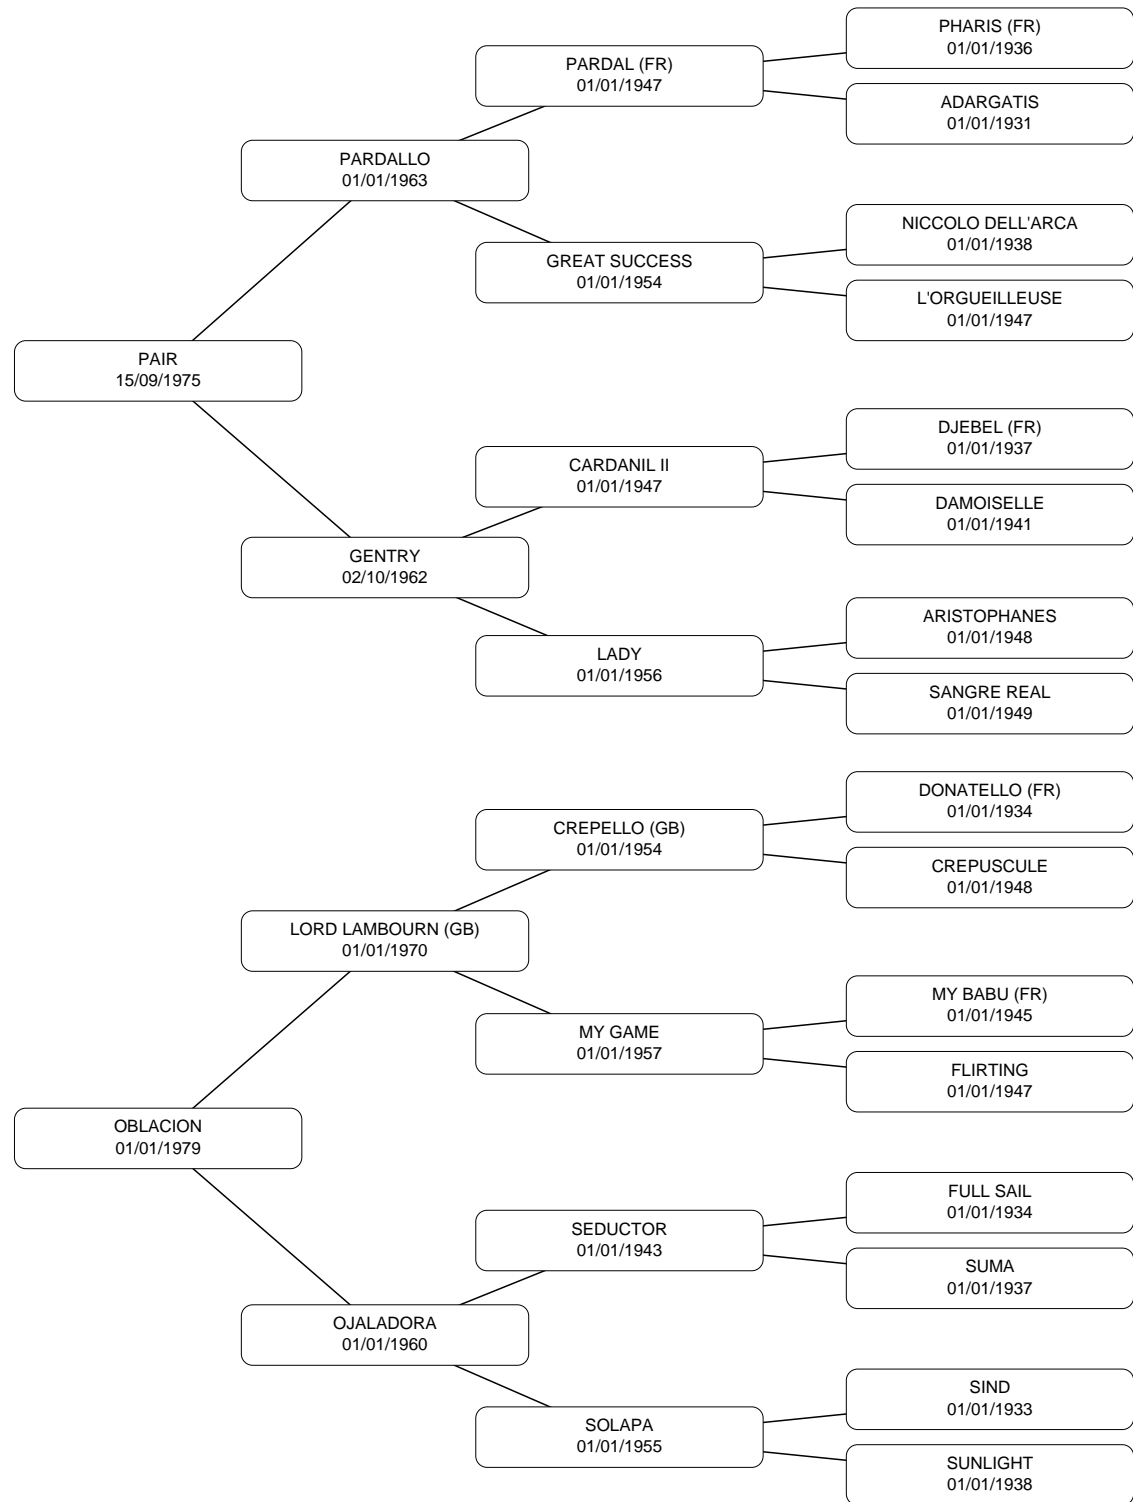 PHARIS (FR)
01/01/1936
PARDAL (FR)
01/01/1947
ADARGATIS
01/01/1931
PARDALLO
01/01/1963
NICCOLO DELL'ARCA
01/01/1938
GREAT SUCCESS
01/01/1954
L'ORGUEILLEUSE
01/01/1947
PAIR
15/09/1975
DJEBEL (FR)
01/01/1937
CARDANIL II
01/01/1947
DAMOISELLE
01/01/1941
GENTRY
02/10/1962
ARISTOPHANES
01/01/1948
LADY
01/01/1956
SANGRE REAL
01/01/1949
DONATELLO (FR)
01/01/1934
CREPELLO (GB)
01/01/1954
CREPUSCULE
01/01/1948
LORD LAMBOURN (GB)
01/01/1970
MY BABU (FR)
01/01/1945
MY GAME
01/01/1957
FLIRTING
01/01/1947
OBLACION
01/01/1979
FULL SAIL
01/01/1934
SEDUCTOR
01/01/1943
SUMA
01/01/1937
OJALADORA
01/01/1960
SIND
01/01/1933
SOLAPA
01/01/1955
SUNLIGHT
01/01/1938